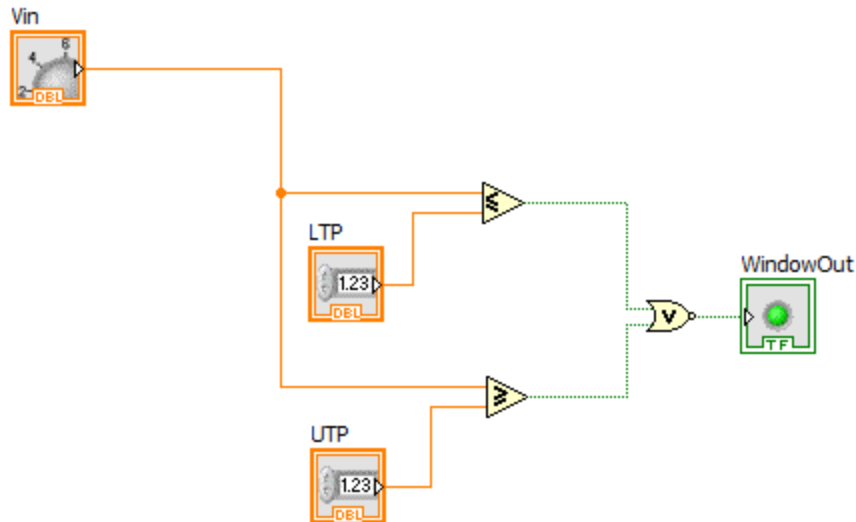 Vin
2 4 6
DBL
≤
LTP
1.23
DBL
WindowOut
V
TF
≥
UTP
1.23
DBL